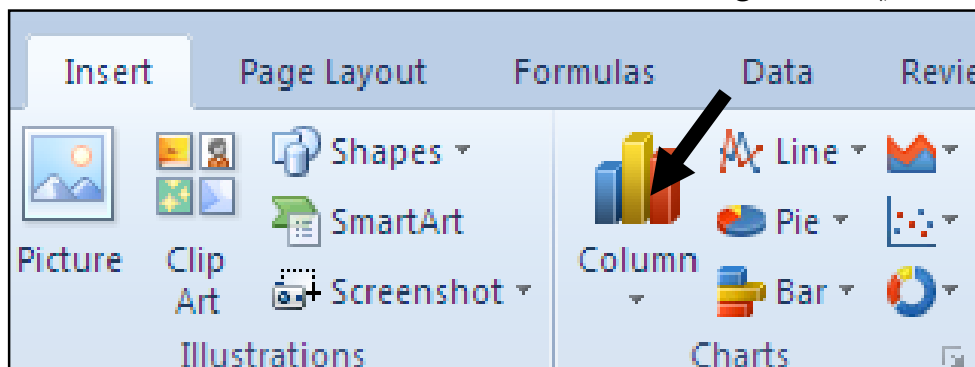 Insert Page Layout Formulas Data
Shapes Line
SmartArt Pie
Picture Clip Art Screenshot Column Bar
Illustrations Charts